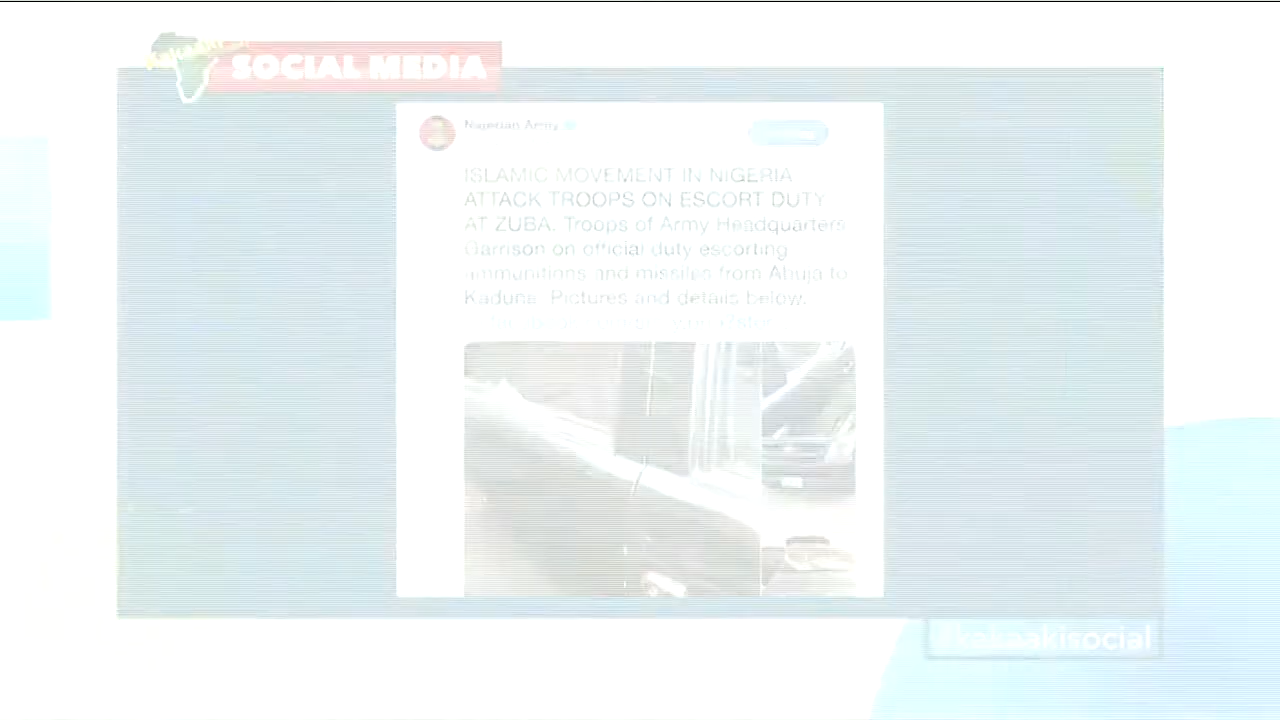 SOCIAL MEDIA
Nigerian Army
ISLAMIC MOVEMENT IN NIGERIA
ATTACK TROOPS ON ESCORT DUTY
AT ZUBA. Troops of Army Headquarters
Garrison on official duty escorting
ammunitions and missiles from Abuja to
Kaduna. Pictures and details below.
#kakaakisocial